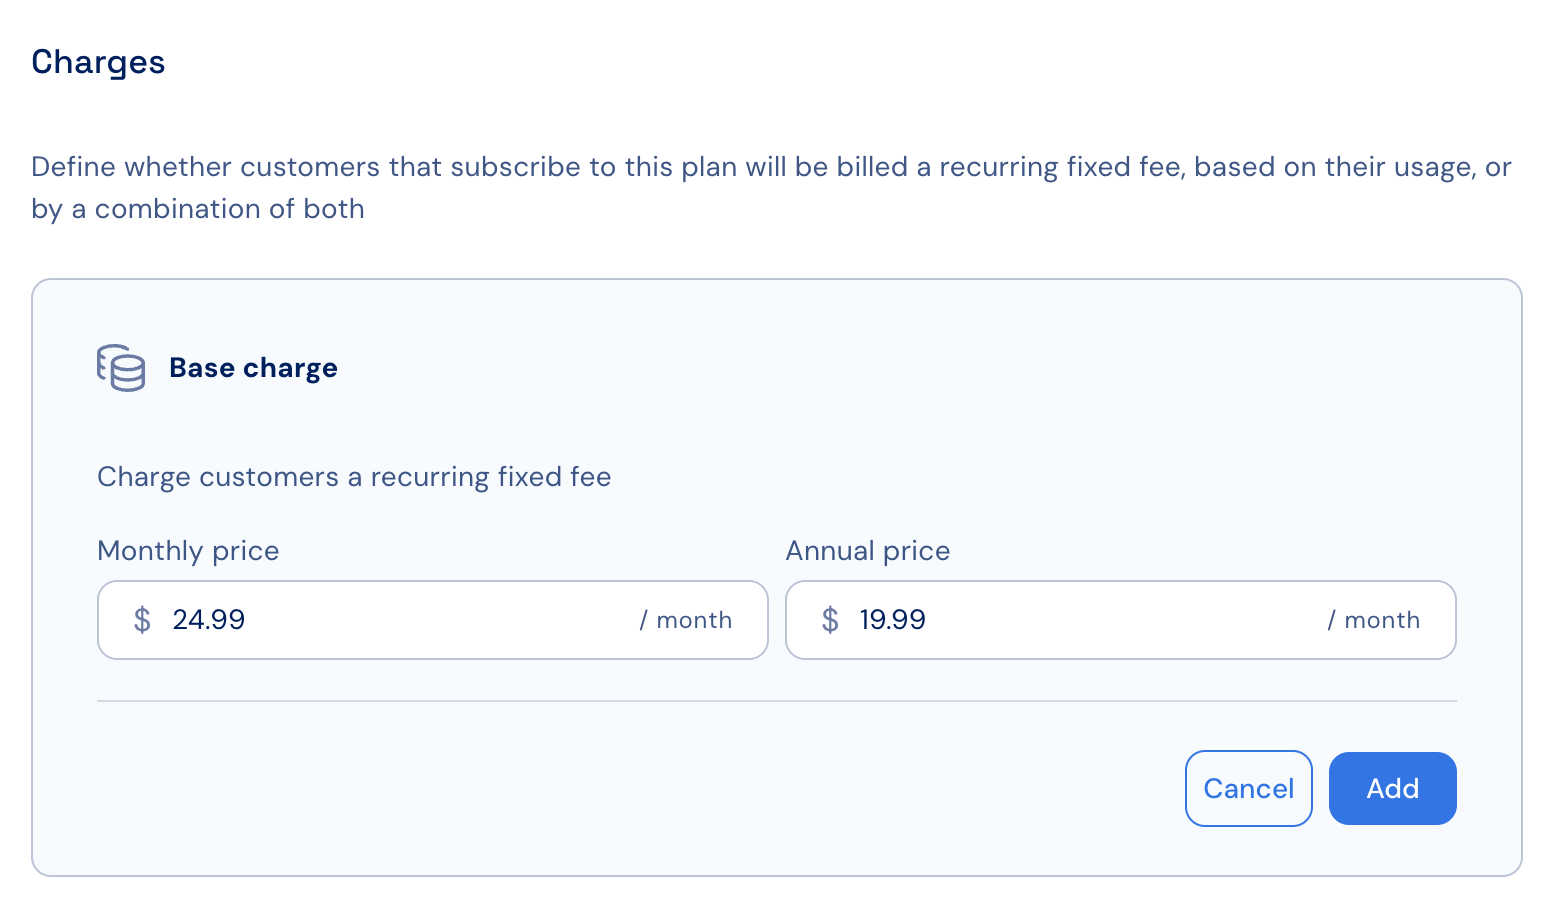 Charges
Define whether customers that subscribe to this plan will be billed a recurring fixed fee, based on their usage, or
by a combination of both
Base charge
Charge customers a recurring fixed fee
Monthly price
Annual price
$ 24.99 / month
$ 19.99 / month
Cancel
Add